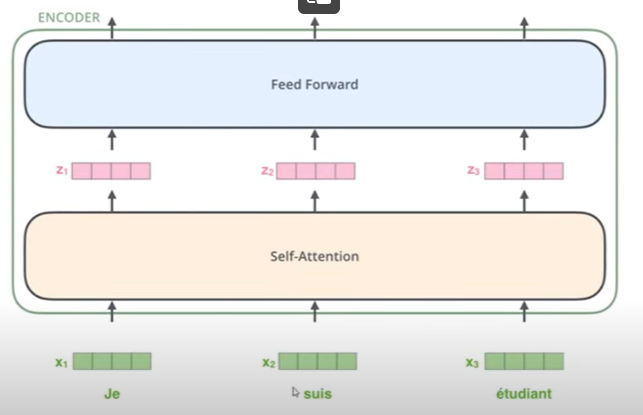 ENCODER
Feed Forward
z1 z2 z3
Self-Attention
x1 x2 x3
Je suis étudiant